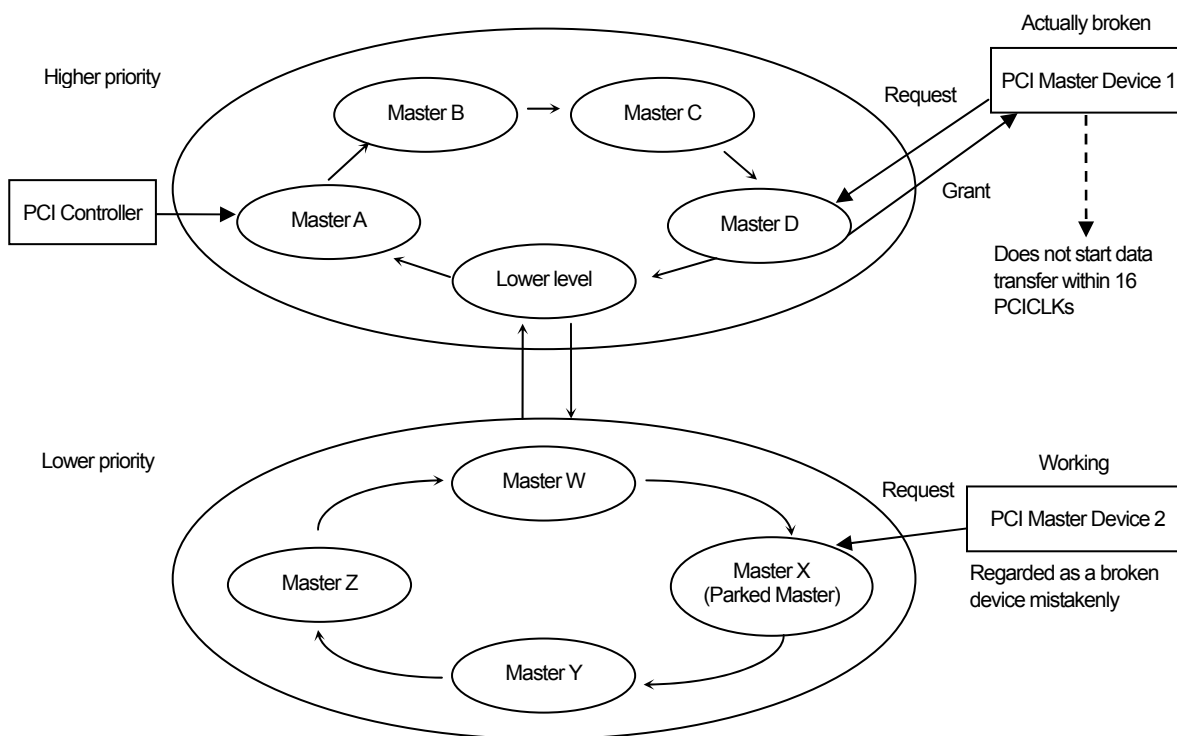 Actually broken
Higher priority
PCI Master Device 1
Request
Master B
Master C
Grant
PCI Controller
Master A
Master D
Does not start data
transfer within 16
PCICLKs
Lower level
Lower priority
Working
Master W
Request
PCI Master Device 2
Master Z
Master X
(Parked Master)
Regarded as a broken
device mistakenly
Master Y